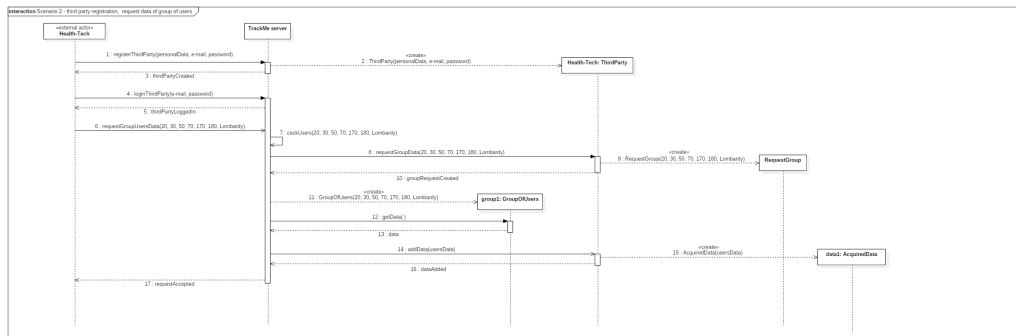 interaction Scenario 2 - third party registration, request data of group of users
«external actor»
Health-Tech
TrackMe server
1 : registerThirdParty(personalData, e-mail, password)
«create»
2 : ThirdParty(personalData, e-mail, password)
Health-Tech: ThirdParty
3 : thirdPartyCreated
4 : loginThirdParty(e-mail, password)
5 : thirdPartyLoggedIn
6 : requestGroupUsersData(20, 30, 50, 70, 170, 180, Lombardy)
7 : ceckUsers(20, 30, 50, 70, 170, 180, Lombardy)
8 : requestGroupData(20, 30, 50, 70, 170, 180, Lombardy)
«create»
9 : RequestGroup(20, 30, 50, 70, 170, 180, Lombardy)
RequestGroup
10 : groupRequestCreated
«create»
11 : GroupOfUsers(20, 30, 50, 70, 170, 180, Lombardy)
group1: GroupOfUsers
12 : getData( )
13 : data
14 : addData(usersData)
«create»
15 : AcquiredData(usersData)
data1: AcquiredData
16 : dataAdded
17 : requestAccepted